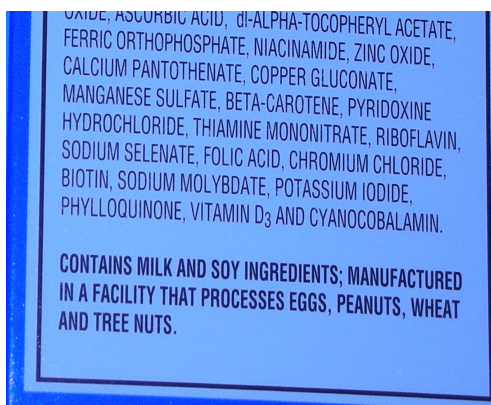 OXIDE, ASCORBIC ACID, dl-ALPHA-TOCOPHERYL ACETATE,
FERRIC ORTHOPHOSPHATE, NIACINAMIDE, ZINC OXIDE,
CALCIUM PANTOTHENATE, COPPER GLUCONATE,
MANGANESE SULFATE, BETA-CAROTENE, PYRIDOXINE
HYDROCHLORIDE, THIAMINE MONONITRATE, RIBOFLAVIN,
SODIUM SELENATE, FOLIC ACID, CHROMIUM CHLORIDE,
BIOTIN, SODIUM MOLYBDATE, POTASSIUM IODIDE,
PHYLLOQUINONE, VITAMIN D3 AND CYANOCOBALAMIN.
CONTAINS MILK AND SOY INGREDIENTS; MANUFACTURED
IN A FACILITY THAT PROCESSES EGGS, PEANUTS, WHEAT
AND TREE NUTS.